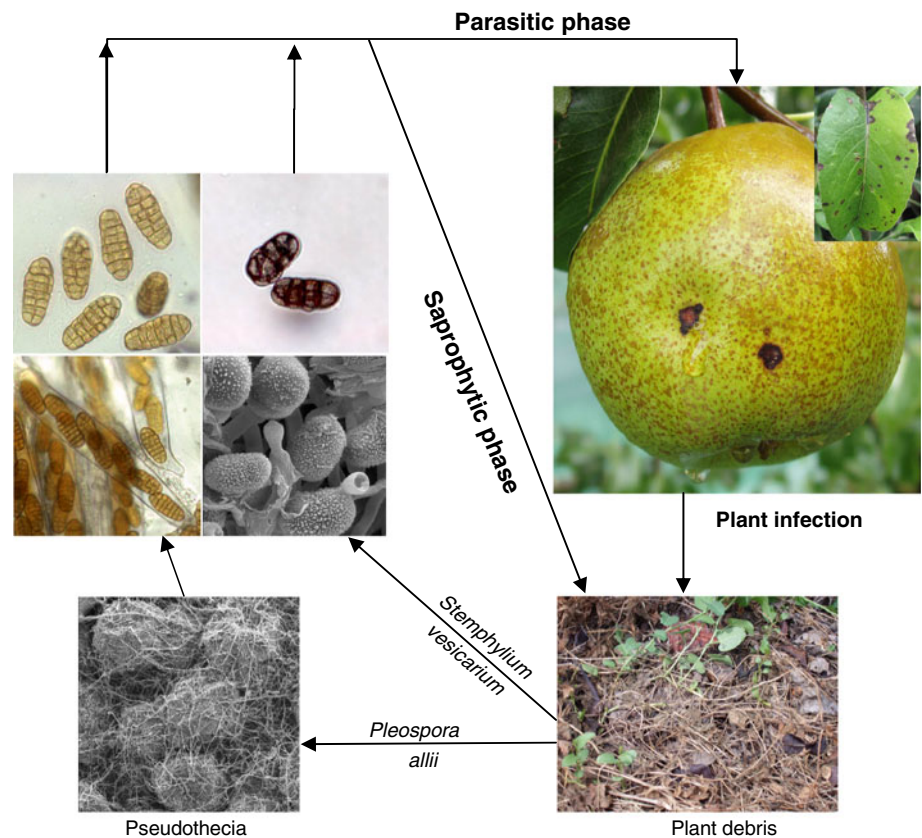 Parasitic phase
Saprophytic phase
Plant infection
Stemphylium
vesicarium
Pleospora
allii
Pseudothecia
Plant debris